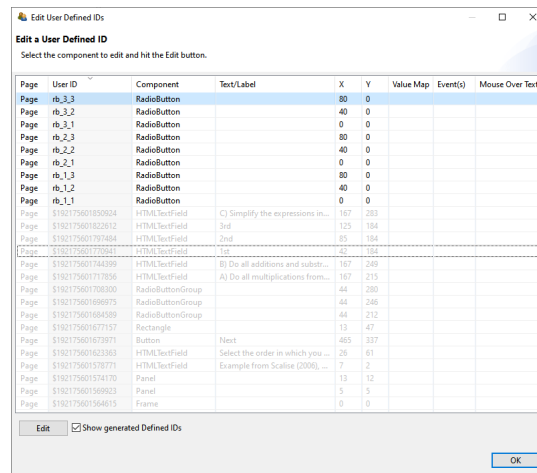 Edit User Defined IDs
Edit a User Defined ID
Select the component to edit and hit the Edit button.
Page User ID Component Text/Label X Y Value Map Event(s) Mouse Over Text
Page rb_3_3 RadioButton 80 0
Page rb_3_2 RadioButton 40 0
Page rb_3_1 RadioButton 0 0
Page rb_2_3 RadioButton 80 0
Page rb_2_2 RadioButton 40 0
Page rb_2_1 RadioButton 0 0
Page rb_1_3 RadioButton 80 0
Page rb_1_2 RadioButton 40 0
Page rb_1_1 RadioButton 0 0
Page $192175601850924 HTMLTextField C) Simplify the expressions in... 167 283
Page $192175601822612 HTMLTextField 3rd 125 184
Page $192175601797484 HTMLTextField 2nd 85 184
Page $192175601770941 HTMLTextField 1st 42 184
Page $192175601744399 HTMLTextField B) Do all additions and substr... 167 249
Page $192175601717856 HTMLTextField A) Do all multiplications from... 167 215
Page $192175601708300 RadioButtonGroup 44 280
Page $192175601696975 RadioButtonGroup 44 246
Page $192175601684589 RadioButtonGroup 44 212
Page $192175601677157 Rectangle 13 47
Page $192175601673971 Button Next 465 337
Page $192175601623363 HTMLTextField Select the order in which you ... 26 61
Page $192175601578771 HTMLTextField Example from Scalise (2006), ... 7 2
Page $192175601574170 Panel 13 12
Page $192175601569923 Panel 5 5
Page $192175601564615 Frame 0 0
Edit Show generated Defined IDs
OK